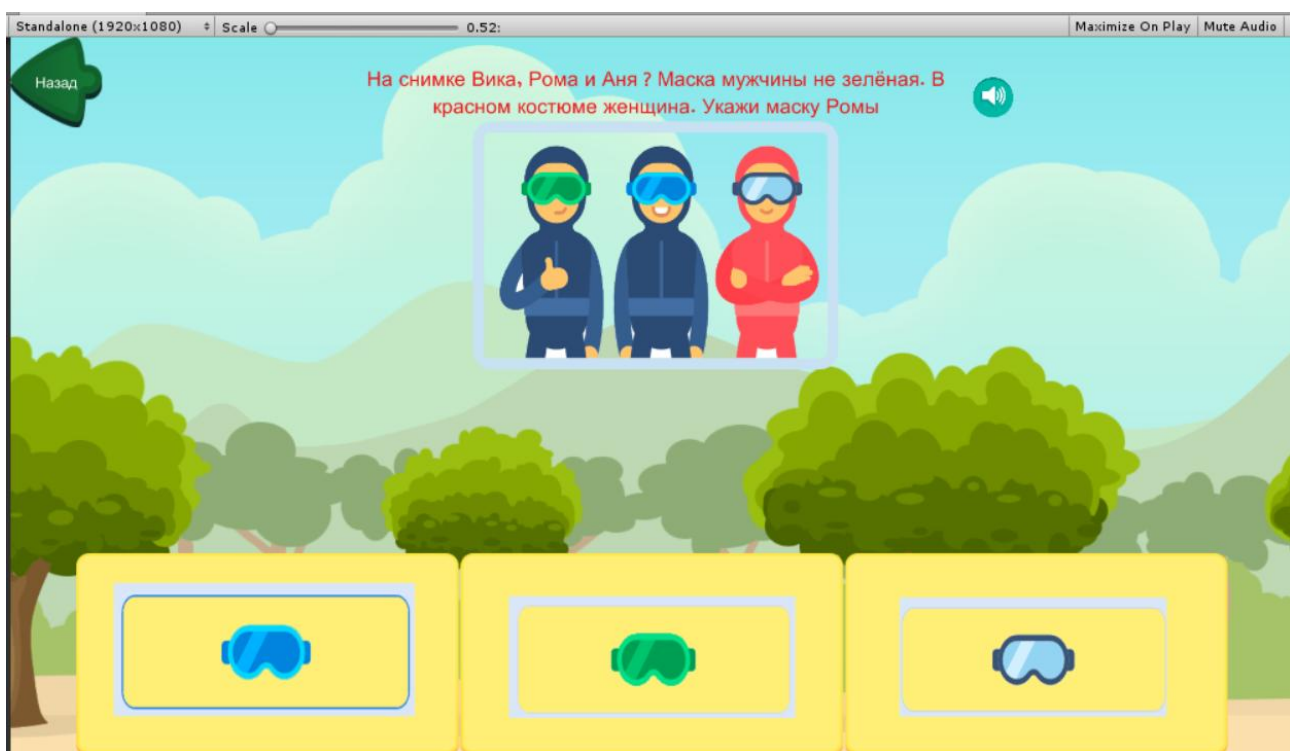 Standalone (1920x1080) Scale 0.52: Maximize On Play Mute Audio
Назад
На снимке Вика, Рома и Аня ? Маска мужчины не зелёная. В
красном костюме женщина. Укажи маску Ромы